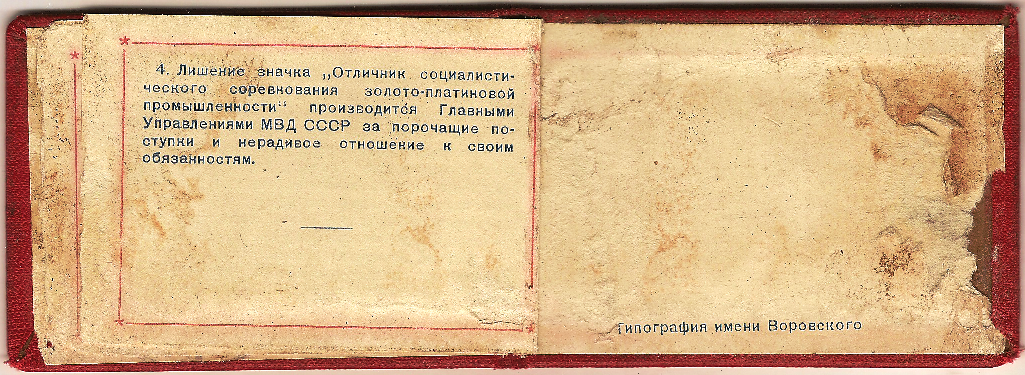 4. Лишение значка „Отличник социалисти-
ческого соревнования золото-платиновой
промышленности“ производится Главными
Управлениями МВД СССР за порочащие по-
ступки и нерадивое отношение к своим
обязанностям.
Типография имени Воровского